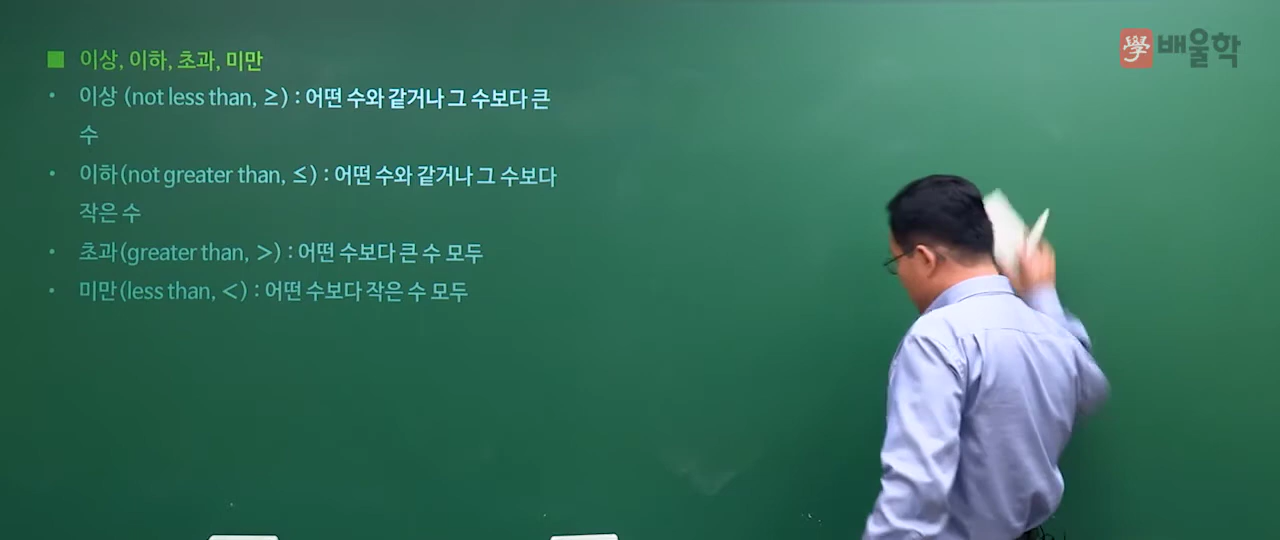 學 배울학
■ 이상, 이하, 초과, 미만
• 이상 (not less than, ≥) : 어떤 수와 같거나 그 수보다 큰
수
• 이하(not greater than, ≤) : 어떤 수와 같거나 그 수보다
작은 수
• 초과(greater than, >) : 어떤 수보다 큰 수 모두
• 미만(less than, <) : 어떤 수보다 작은 수 모두